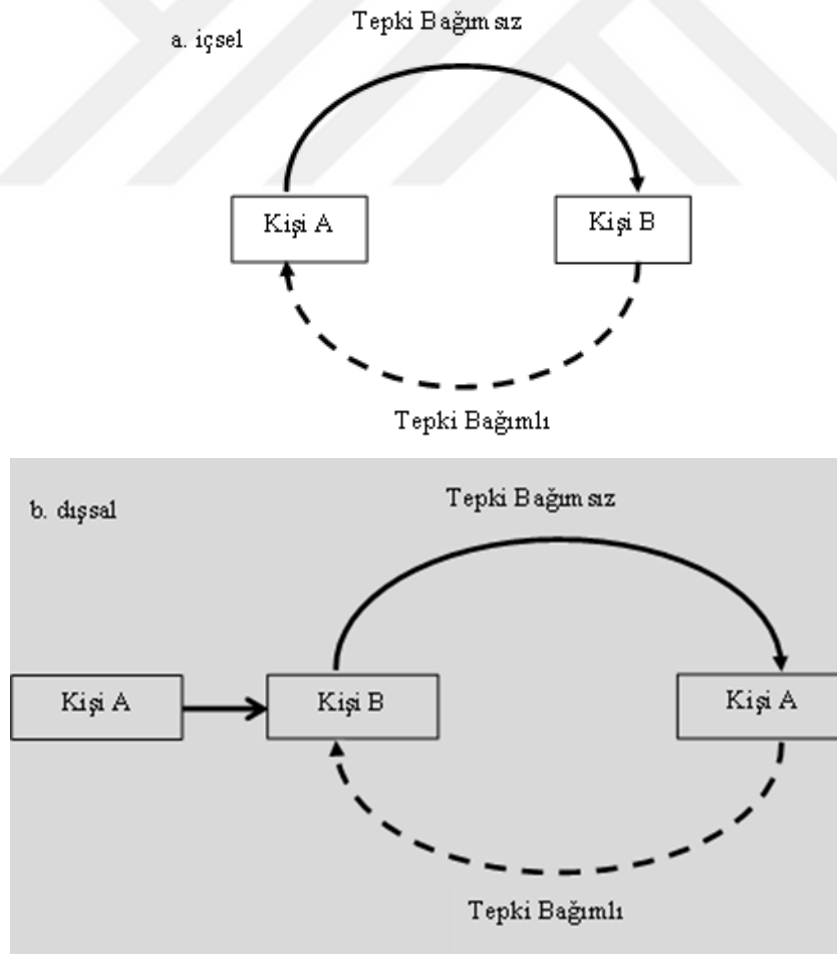 a. içsel
Tepki Bağımsız
Kişi A
Kişi B
Tepki Bağımlı
b. dışsal
Tepki Bağımsız
Kişi A
Kişi B
Kişi A
Tepki Bağımlı